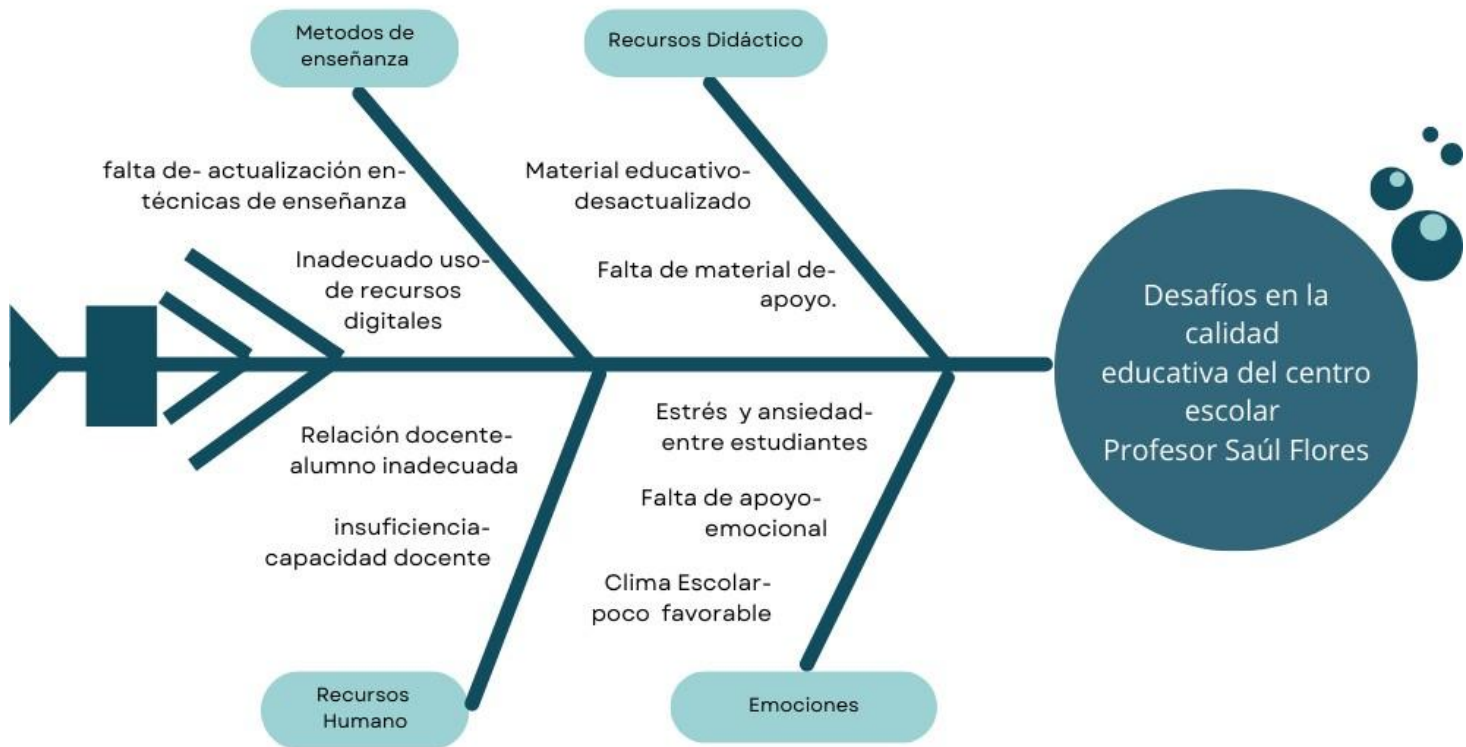 Metodos de
enseñanza
Recursos Didáctico
falta de- actualización en-
técnicas de enseñanza
Inadecuado uso-
de recursos
digitales
Material educativo-
desactualizado
Falta de material de-
apoyo.
Desafíos en la
calidad
educativa del centro
escolar
Profesor Saúl Flores
Relación docente-
alumno inadecuada
insuficiencia-
capacidad docente
Estrés y ansiedad-
entre estudiantes
Falta de apoyo-
emocional
Clima Escolar-
poco favorable
Recursos
Humano
Emociones